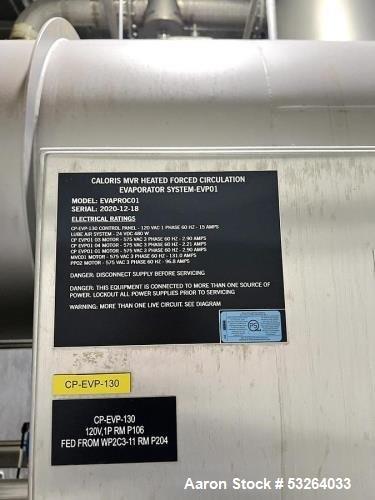 CALORIS MVR HEATED FORCED CIRCULATION
EVAPORATOR SYSTEM-EVP01
MODEL: EVAPROC01
SERIAL: 2020-12-18
ELECTRICAL RATINGS
CP-EVP-130 CONTROL PANEL - 120 VAC 1 PHASE 60 HZ - 15 AMPS
LUBE AIR SYSTEM - 24 VDC 480 W
CP EVP01 03 MOTOR - 575 VAC 3 PHASE 60 HZ - 2.90 AMPS
CP EVP01 04 MOTOR - 575 VAC 3 PHASE 60 HZ - 2.21 AMPS
CP EVP01 01 MOTOR - 575 VAC 3 PHASE 60 HZ - 2.90 AMPS
MVC01 MOTOR - 575 VAC 3 PHASE 60 HZ - 131.0 AMPS
PP02 MOTOR - 575 VAC 3 PHASE 60 HZ - 96.8 AMPS
DANGER: DISCONNECT SUPPLY BEFORE SERVICING
DANGER: THIS EQUIPMENT IS CONNECTED TO MORE THAN ONE SOURCE OF
POWER. LOCKOUT ALL POWER SUPPLIES PRIOR TO SERVICING
WARNING: MORE THAN ONE LIVE CIRCUIT. SEE DIAGRAM
CP-EVP-130
CP-EVP-130
120V,1P RM P106
FED FROM WP2C3-11 RM P204
Aaron Stock # 53264033